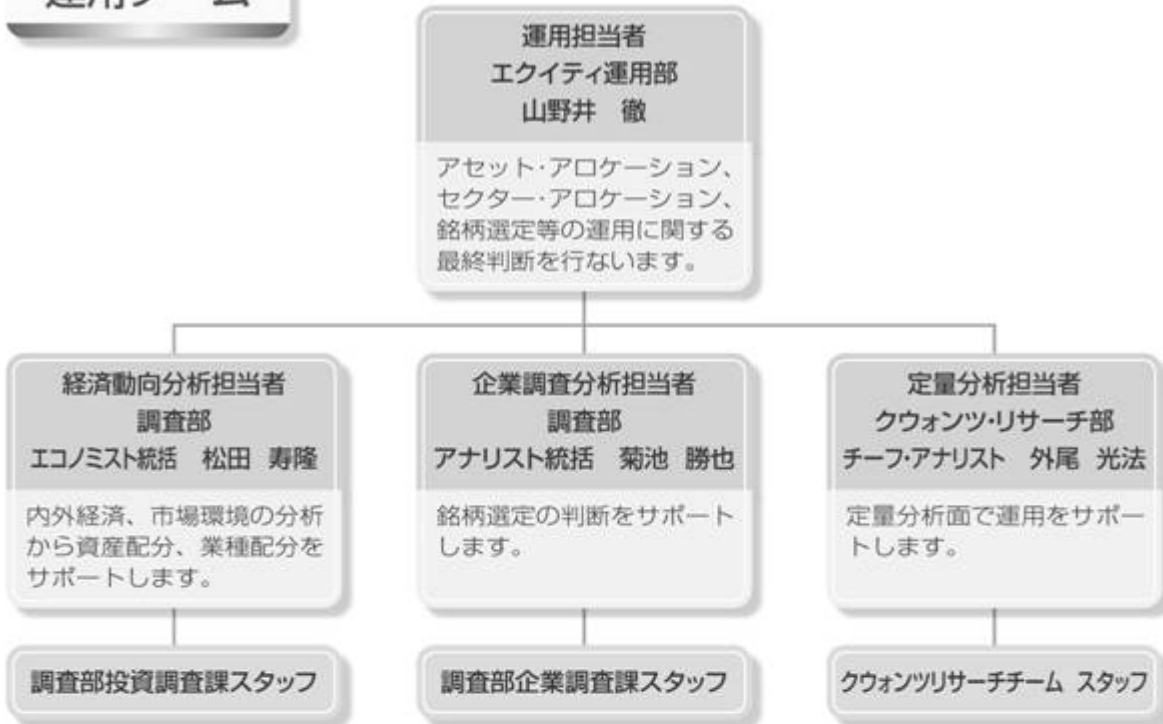 運用チーム
運用担当者
エクイティ運用部
山野井 徹
アセット・アロケーション、
セクター・アロケーション、
銘柄選定等の運用に関する
最終判断を行ないます。
経済動向分析担当者
調査部
エコノミスト統括 松田 寿隆
内外経済、市場環境の分析
から資産配分、業種配分を
サポートします。
調査部投資調査課スタッフ
企業調査分析担当者
調査部
アナリスト統括 菊池 勝也
銘柄選定の判断をサポート
します。
調査部企業調査課スタッフ
定量分析担当者
クウォンツ・リサーチ部
チーフ・アナリスト 外尾 光法
定量分析面で運用をサポー
トします。
クウォンツリサーチチーム スタッフ